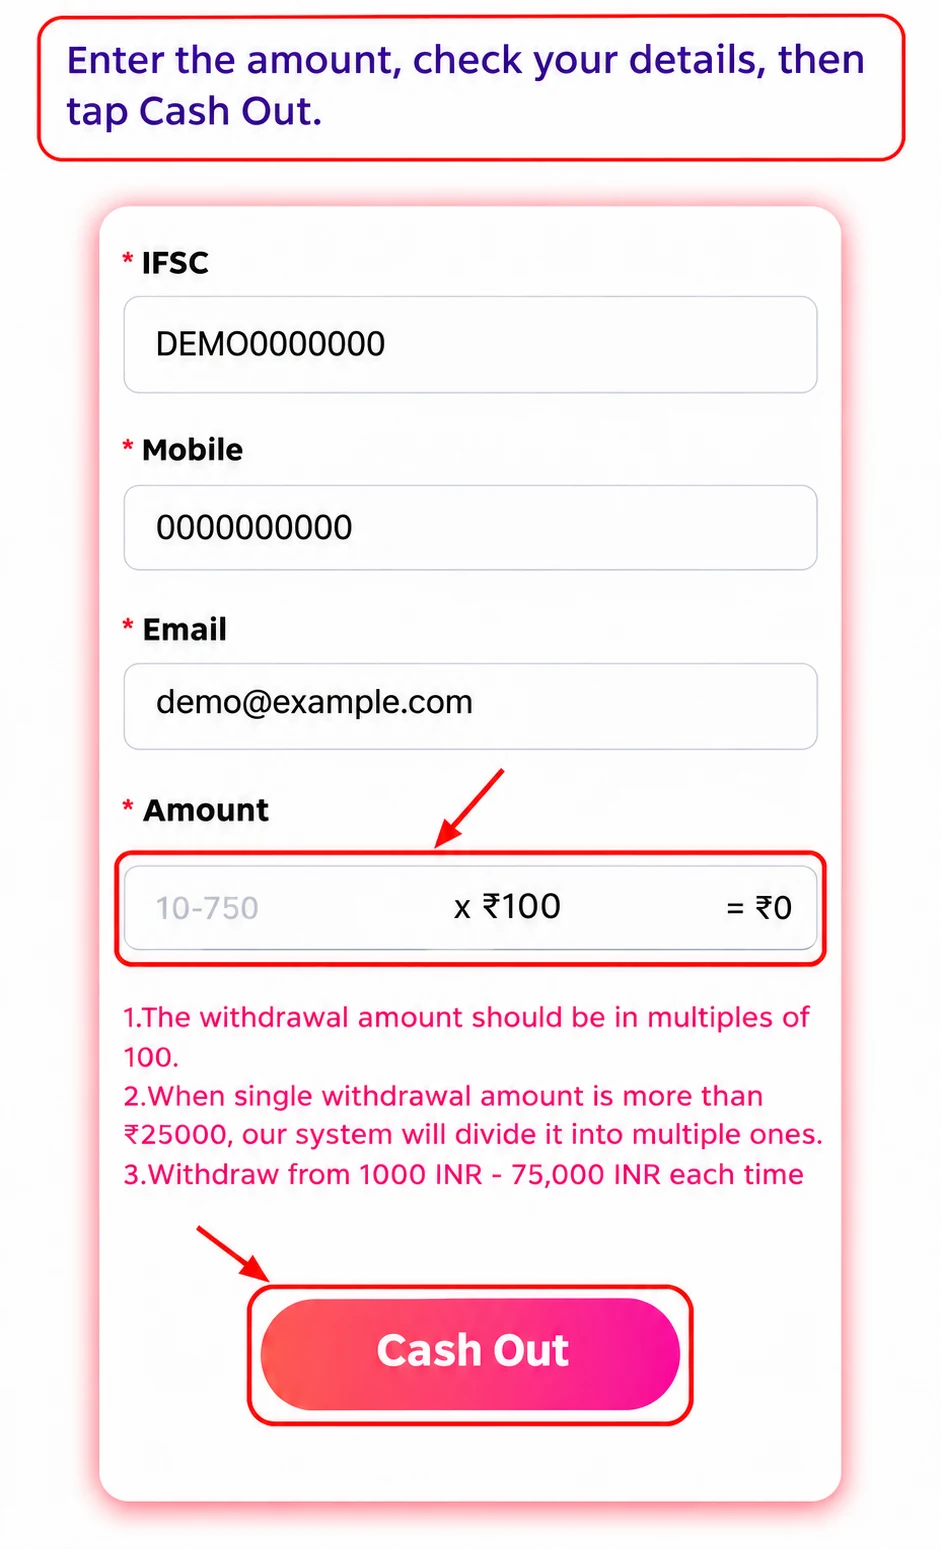 Enter the amount, check your details, then
tap Cash Out.
* IFSC
DEMO0000000
* Mobile
0000000000
* Email
demo@example.com
* Amount
10-750 x ₹100 = ₹0
1.The withdrawal amount should be in multiples of
100.
2.When single withdrawal amount is more than
₹25000, our system will divide it into multiple ones.
3.Withdraw from 1000 INR - 75,000 INR each time
Cash Out